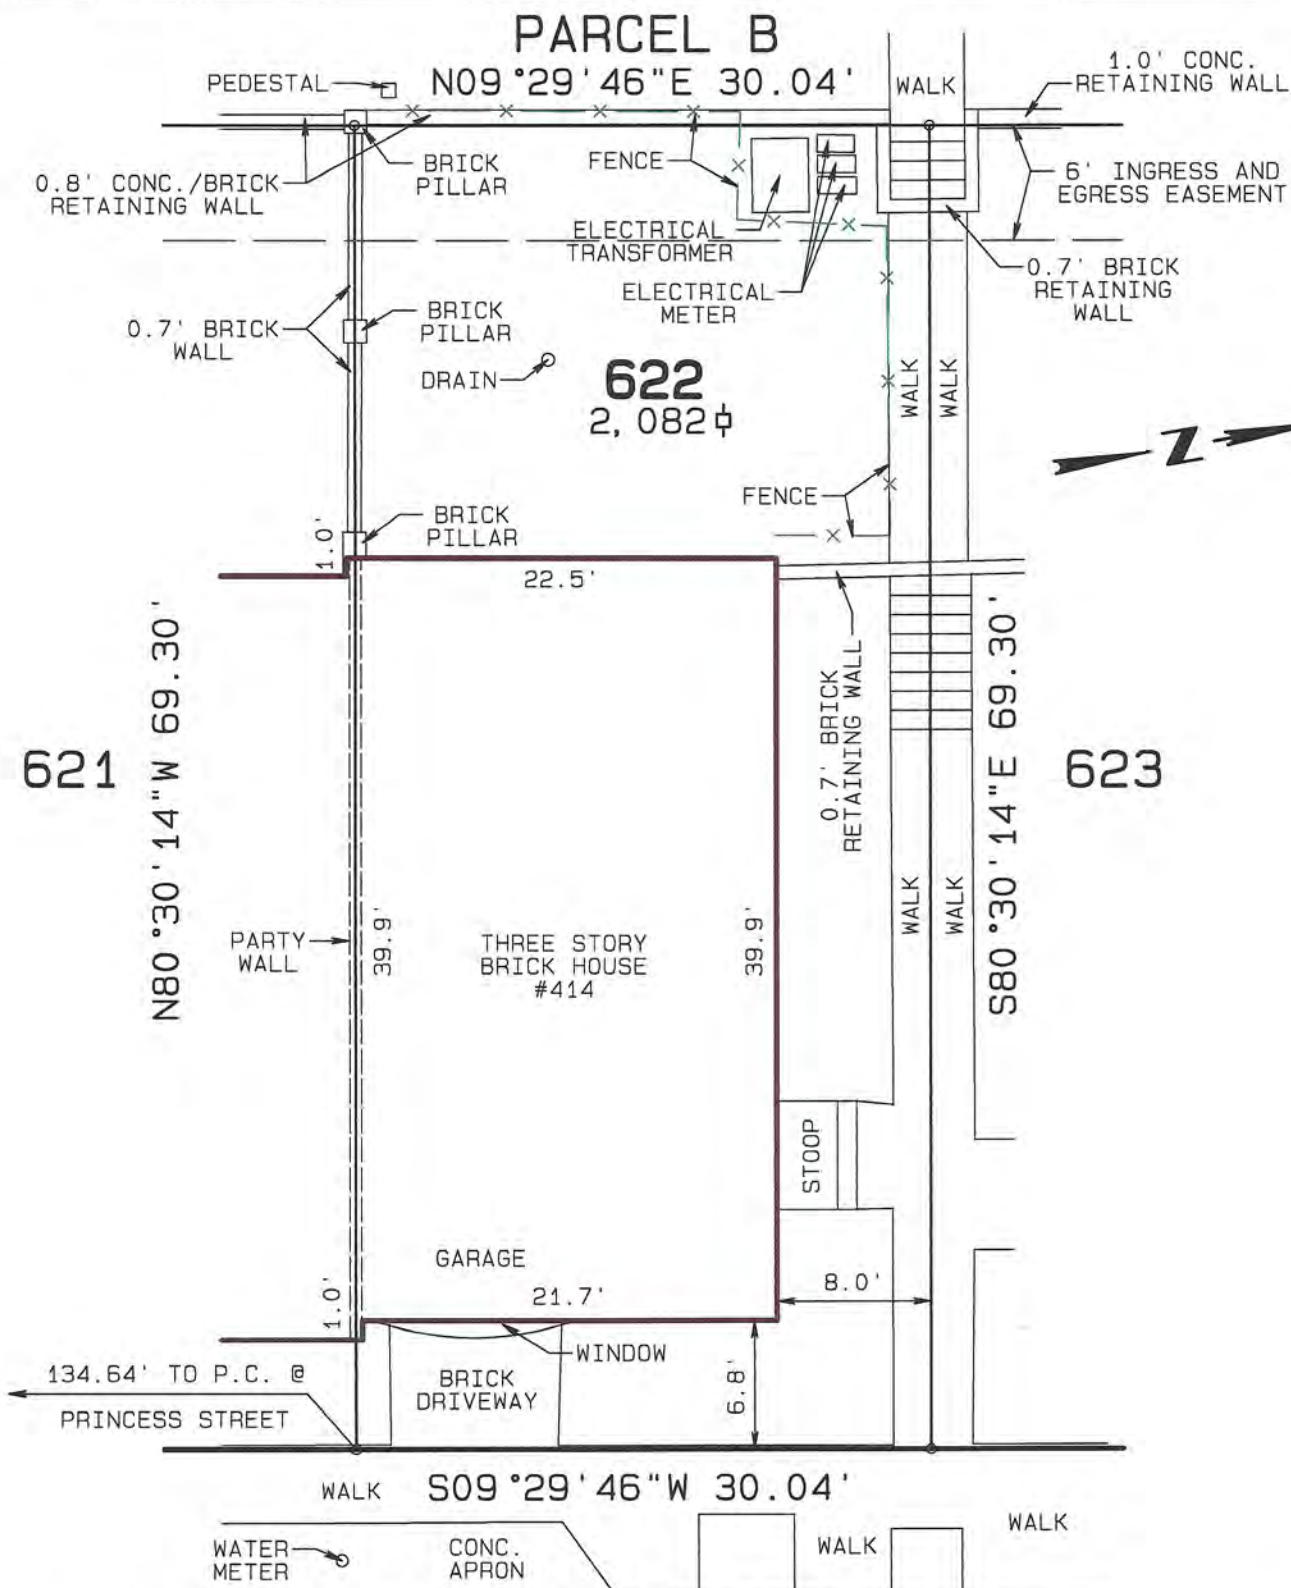 PARCEL B
N09°29'46"E 30.04'
PEDESTAL
WALK
1.0' CONC.
RETAINING WALL
BRICK
PILLAR
FENCE
0.8' CONC./BRICK
RETAINING WALL
6' INGRESS AND
EGRESS EASEMENT
ELECTRICAL
TRANSFORMER
ELECTRICAL
METER
0.7' BRICK
RETAINING
WALL
0.7' BRICK
WALL
BRICK
PILLAR
DRAIN
622
2,082
WALK
WALK
Z
FENCE
BRICK
PILLAR
1.0'
22.5'
0.7' BRICK
RETAINING WALL
621
N80°30'14"W 69.30'
S80°30'14"E 69.30'
623
PARTY
WALL
39.9'
THREE STORY
BRICK HOUSE
#414
39.9'
WALK
WALK
STOOP
GARAGE
21.7'
8.0'
1.0'
WINDOW
134.64' TO P.C. @
PRINCESS STREET
BRICK
DRIVEWAY
6.8'
WALK
S09°29'46"W 30.04'
WATER
METER
CONC.
APRON
WALK
WALK